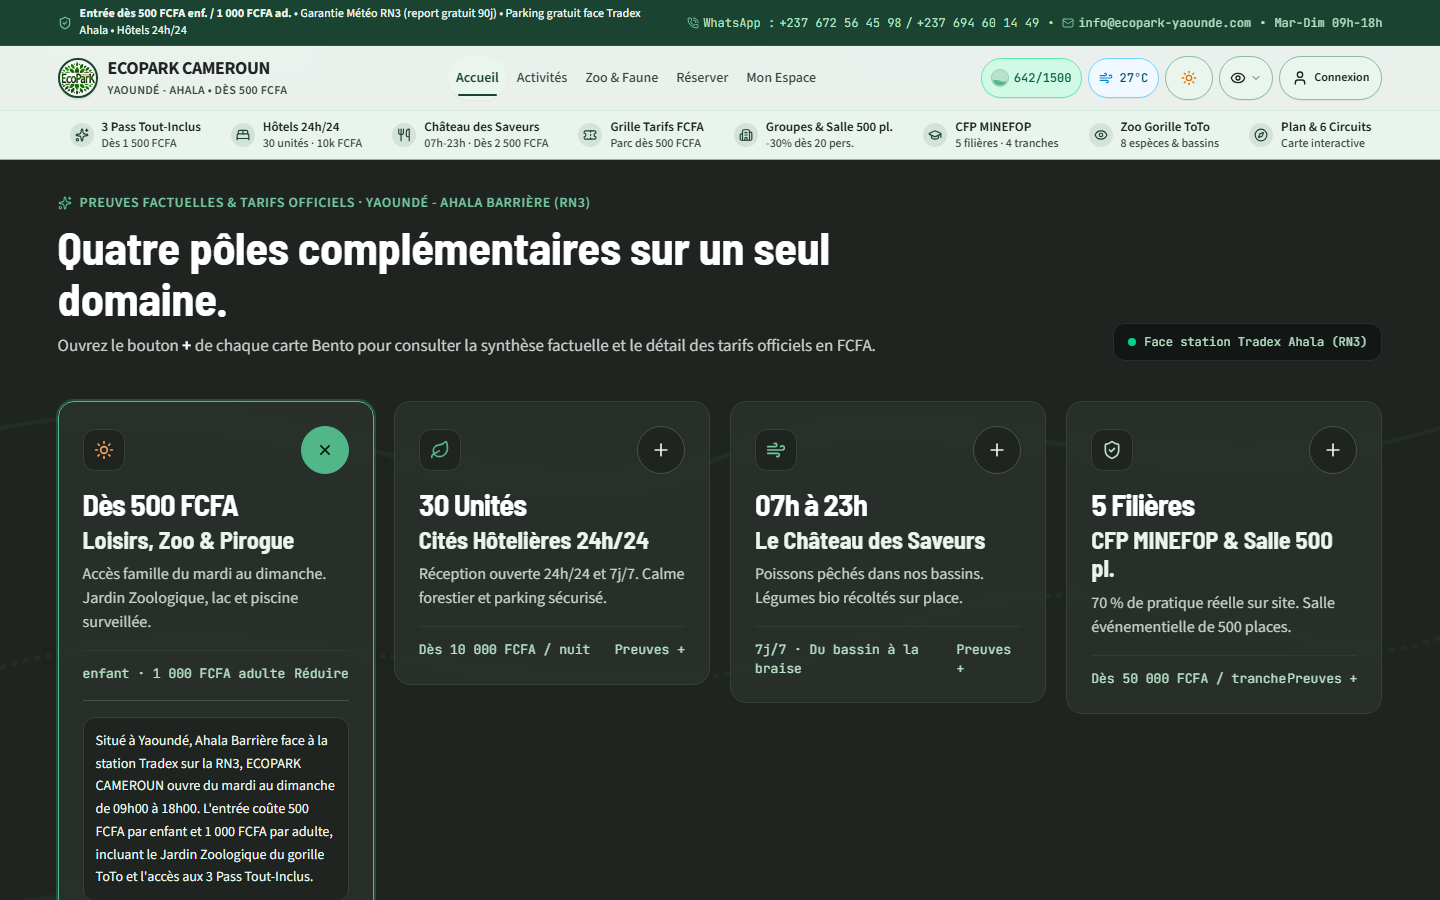 Entrée dès 500 FCFA enf. / 1 000 FCFA ad. • Garantie Météo RN3 (report gratuit 90j) • Parking gratuit face Tradex
Ahala • Hôtels 24h/24
WhatsApp : +237 672 56 45 98 / +237 694 60 14 49 • info@ecopark-yaounde.com • Mar-Dim 09h-18h
EcoParK
ECOPARK CAMEROUN
YAOUNDÉ - AHALA • DÈS 500 FCFA
Accueil Activités Zoo & Faune Réserver Mon Espace
642/1500 27°C Connexion
3 Pass Tout-Inclus
Dès 1 500 FCFA
Hôtels 24h/24
30 unités · 10k FCFA
Château des Saveurs
07h-23h · Dès 2 500 FCFA
Grille Tarifs FCFA
Parc dès 500 FCFA
Groupes & Salle 500 pl.
-30% dès 20 pers.
CFP MINEFOP
5 filières · 4 tranches
Zoo Gorille ToTo
8 espèces & bassins
Plan & 6 Circuits
Carte interactive
PREUVES FACTUELLES & TARIFS OFFICIELS · YAOUNDÉ - AHALA BARRIÈRE (RN3)
Quatre pôles complémentaires sur un seul
domaine.
Ouvrez le bouton + de chaque carte Bento pour consulter la synthèse factuelle et le détail des tarifs officiels en FCFA.
Face station Tradex Ahala (RN3)
Dès 500 FCFA
Loisirs, Zoo & Pirogue
Accès famille du mardi au dimanche.
Jardin Zoologique, lac et piscine
surveillée.
enfant · 1 000 FCFA adulte Réduire
Situé à Yaoundé, Ahala Barrière face à la
station Tradex sur la RN3, ECOPARK
CAMEROUN ouvre du mardi au dimanche
de 09h00 à 18h00. L'entrée coûte 500
FCFA par enfant et 1 000 FCFA par adulte,
incluant le Jardin Zoologique du gorille
ToTo et l'accès aux 3 Pass Tout-Inclus.
30 Unités
Cités Hôtelières 24h/24
Réception ouverte 24h/24 et 7j/7. Calme
forestier et parking sécurisé.
Dès 10 000 FCFA / nuit Preuves +
07h à 23h
Le Château des Saveurs
Poissons pêchés dans nos bassins.
Légumes bio récoltés sur place.
7j/7 · Du bassin à la Preuves
braise +
5 Filières
CFP MINEFOP & Salle 500
pl.
70 % de pratique réelle sur site. Salle
événementielle de 500 places.
Dès 50 000 FCFA / tranchePreuves +